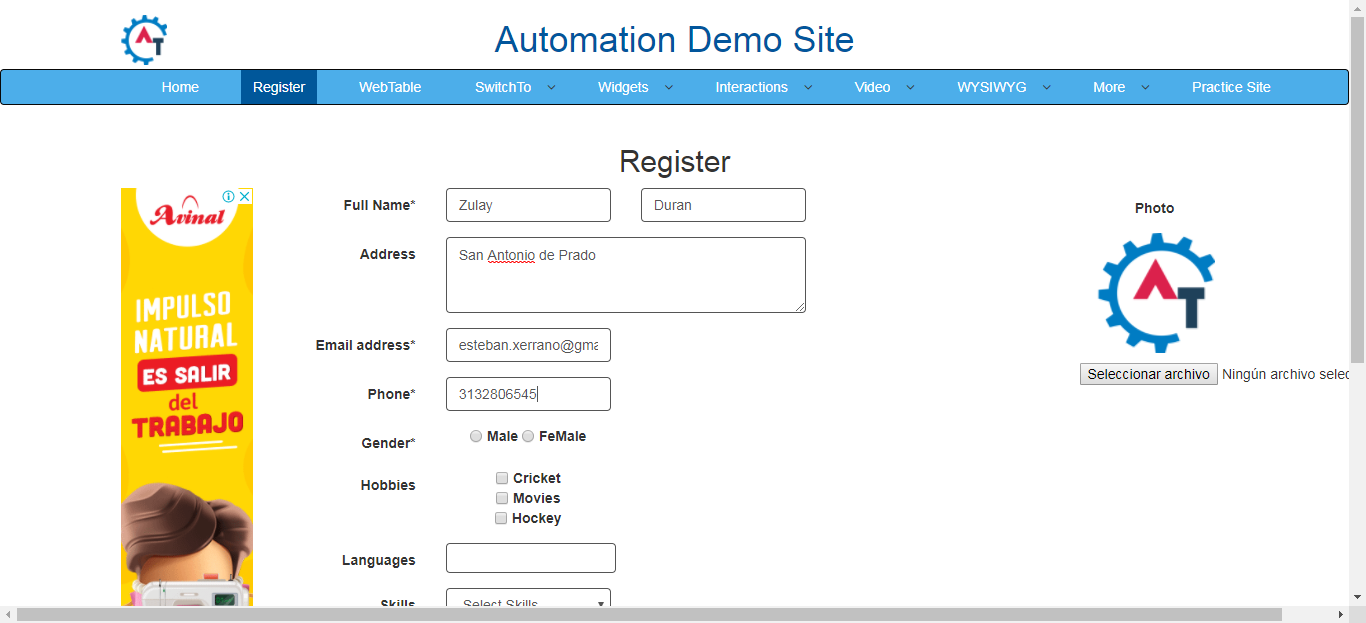 AT
Automation Demo Site
Home Register WebTable SwitchTo Widgets Interactions Video WYSIWYG More Practice Site
Register
Avinal
IMPULSO
NATURAL
ES SALIR
del
TRABAJO
Full Name* Zulay Duran
Address San Antonio de Prado
Email address* esteban.xerrano@gma
Phone* 3132806545
Gender* Male FeMale
Hobbies Cricket
Movies
Hockey
Languages
Skills Select Skills
Photo
AT
Seleccionar archivo Ningún archivo selec